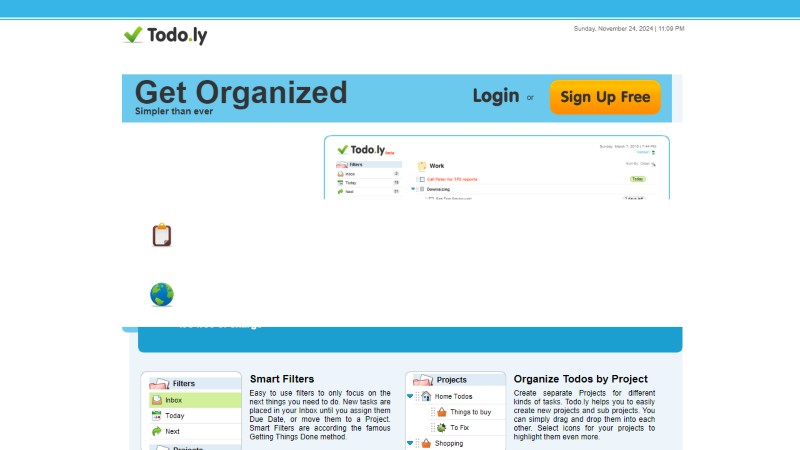 Todo.ly
Sunday, November 24, 2024 | 11:09 PM
Get Organized
Simpler than ever
Login or Sign Up Free
Todo.ly beta
Filters
Inbox
Today
Next
Work
Call Peter for TPS reports
Today
Downsizing
Smart Filters
Easy to use filters to only focus on the
next things you need to do. New tasks are
placed in your Inbox until you assign them
Due Date, or move them to a Project.
Smart Filters are according the famous
Getting Things Done method.
Filters
Inbox
Today
Next
Projects
Organize Todos by Project
Create separate Projects for different
kinds of tasks. Todo.ly helps you to easily
create new projects and sub projects. You
can simply drag and drop them into each
other. Select icons for your projects to
highlight them even more.
Projects
Home Todos
Things to buy
To Fix
Shopping